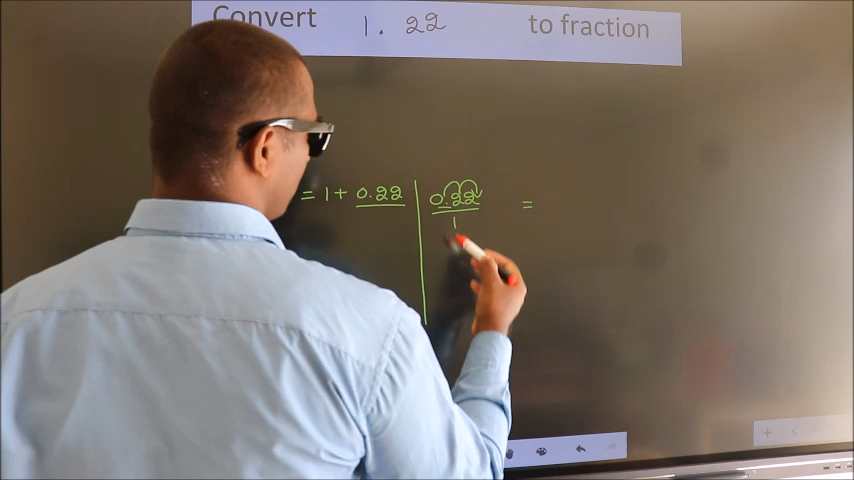 Convert 1.22 to fraction
= 1 + 0.22 | 0.22 =
1